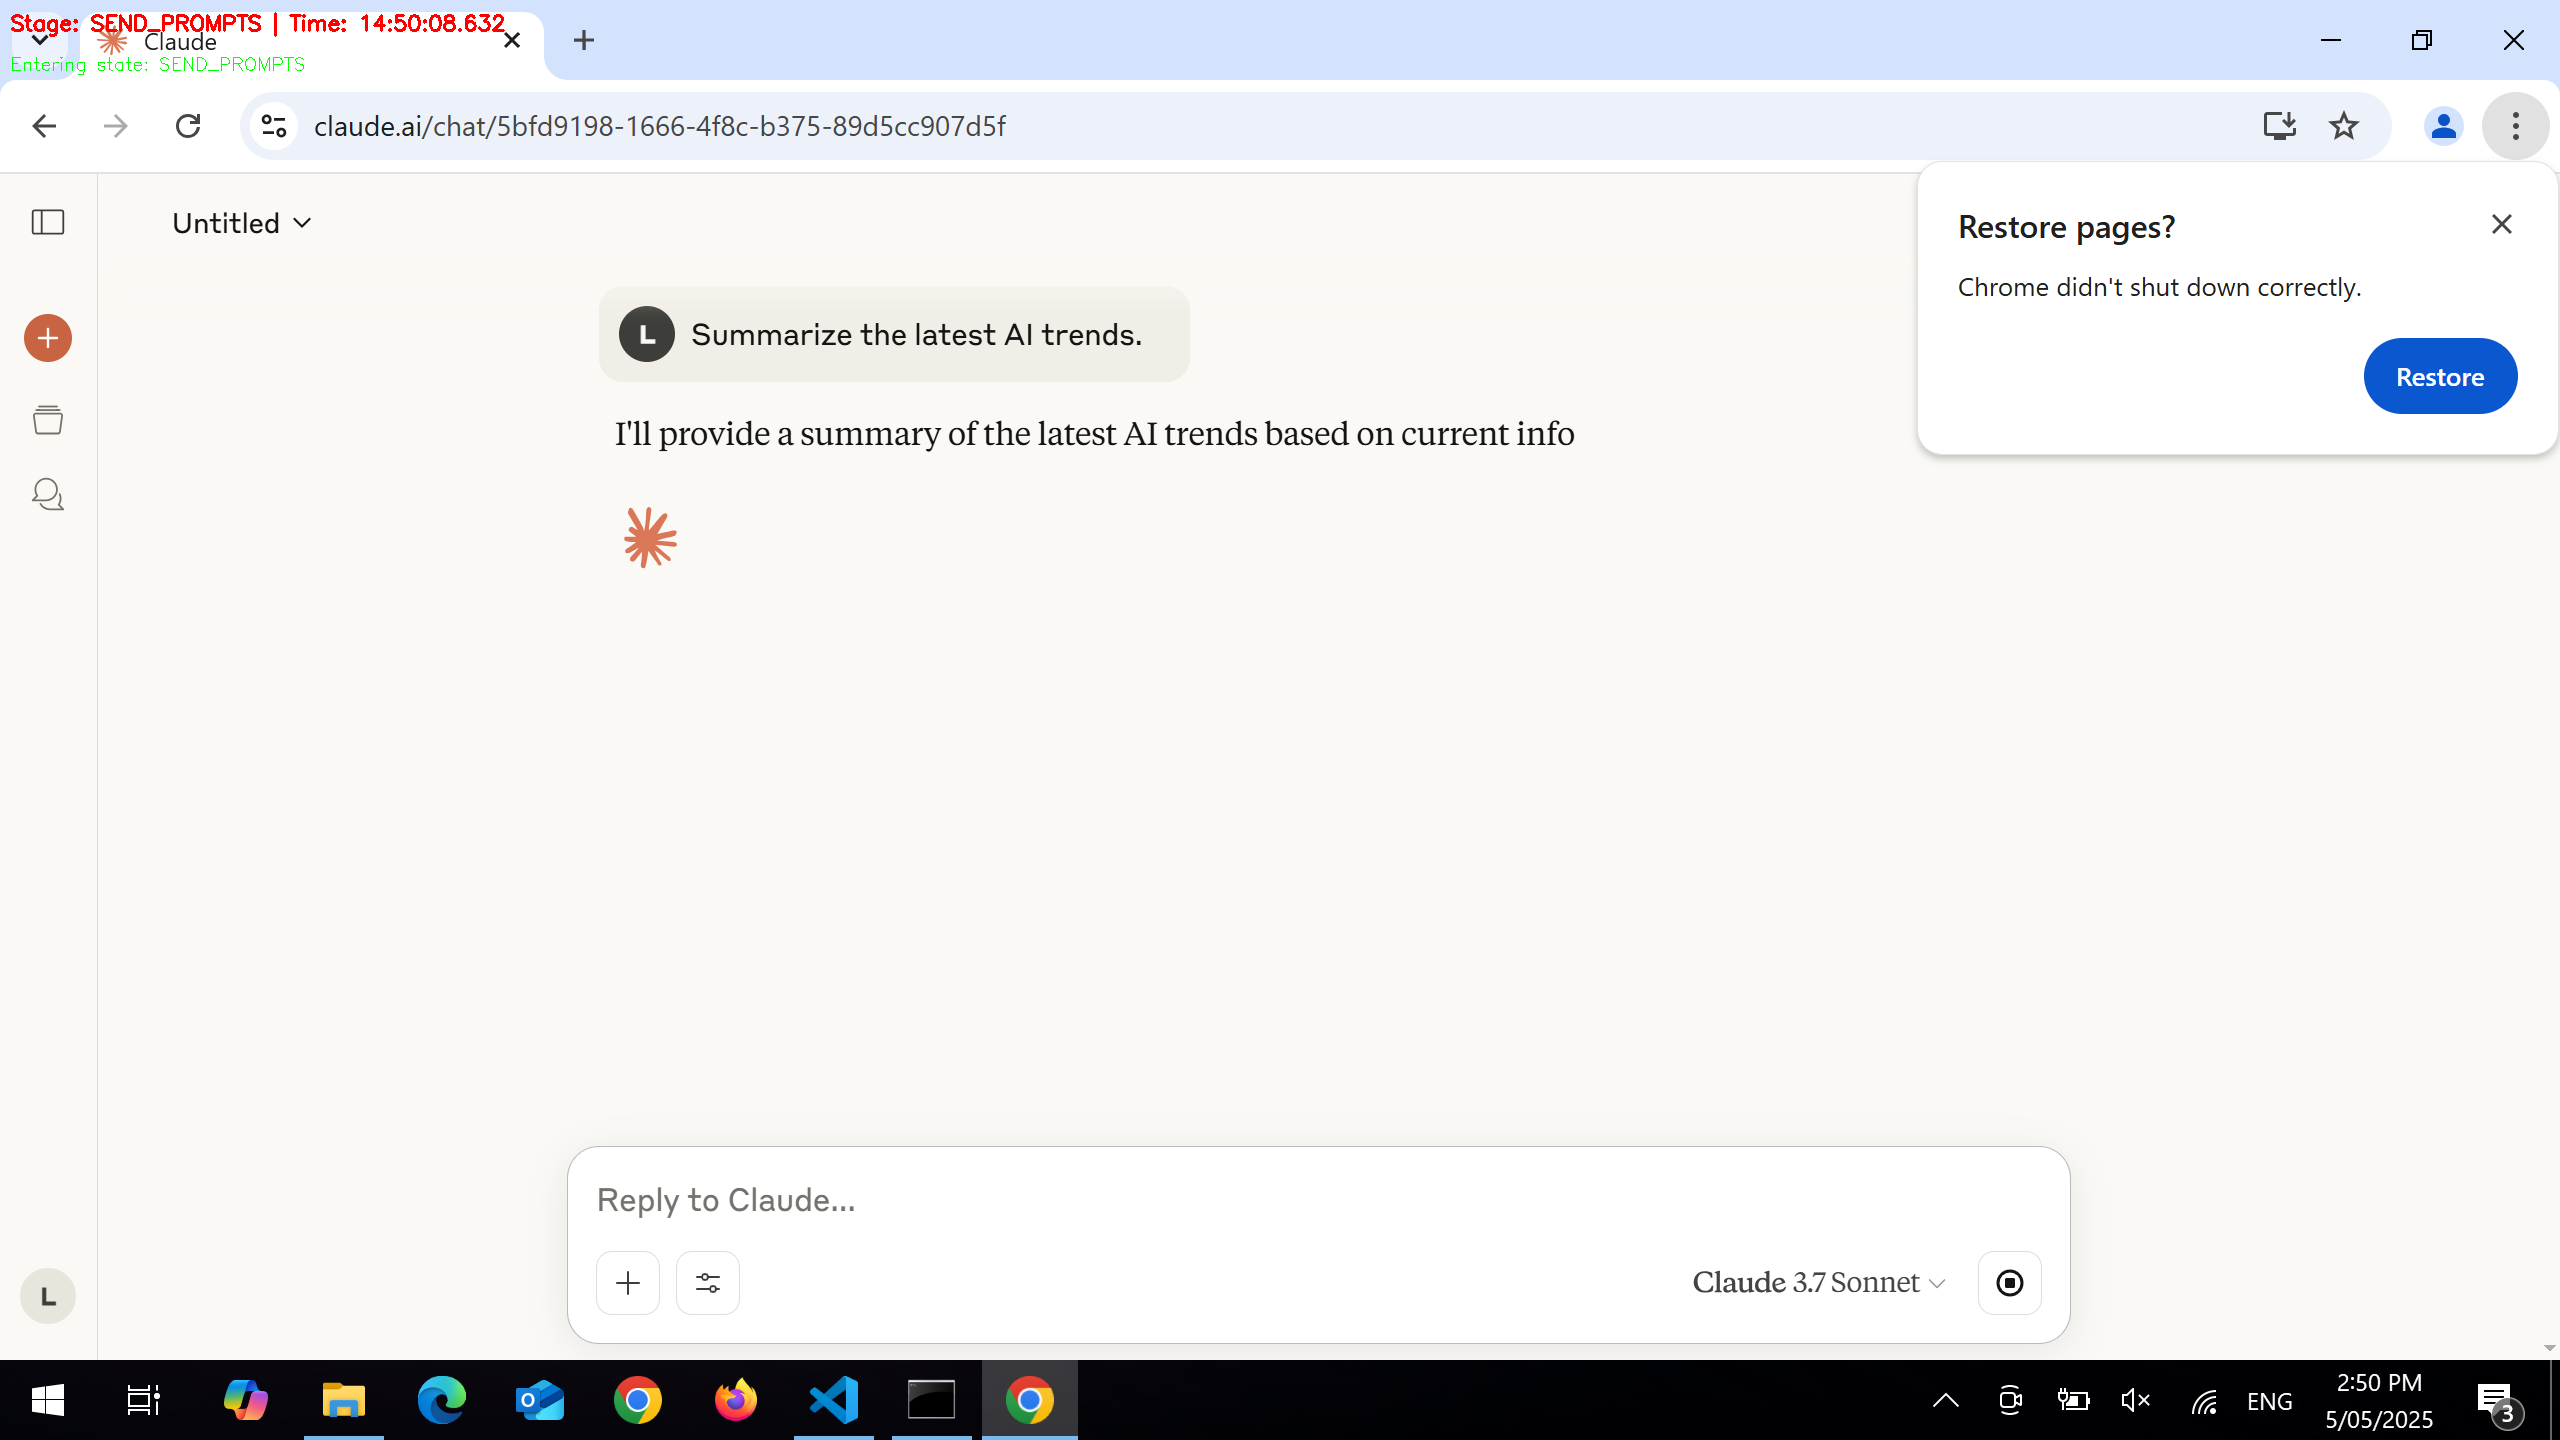 Stage: SEND_PROMPTS | Time: 14:50:08.632
Claude
Entering state: SEND_PROMPTS
claude.ai/chat/5bfd9198-1666-4f8c-b375-89d5cc907d5f
Untitled
Restore pages?
Chrome didn't shut down correctly.
Restore
L
Summarize the latest AI trends.
I'll provide a summary of the latest AI trends based on current info
Reply to Claude...
Claude 3.7 Sonnet
L
ENG
2:50 PM
5/05/2025
3